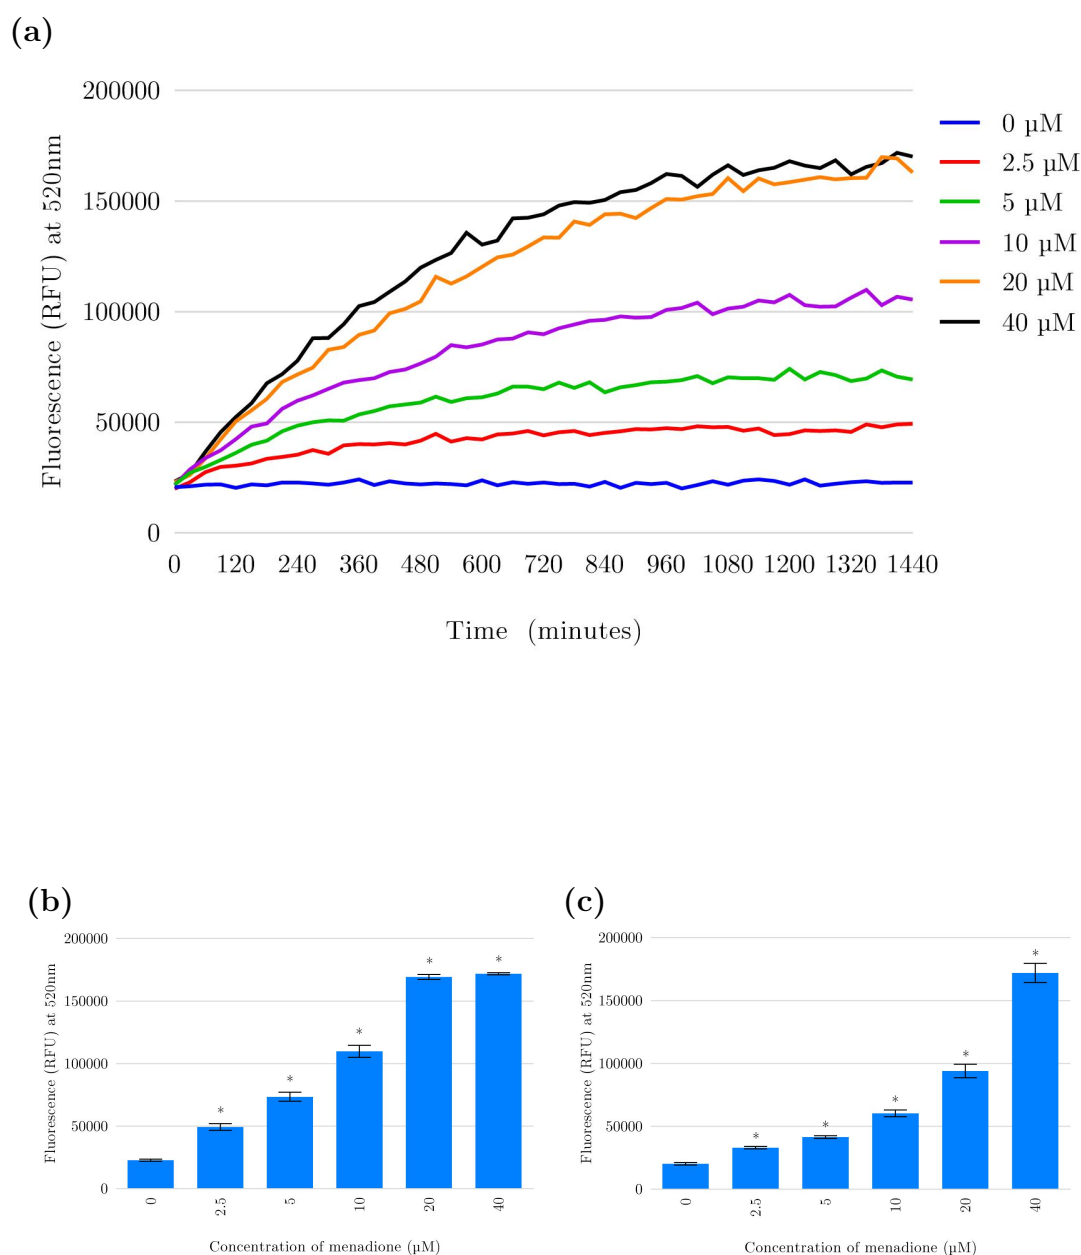 (a)
Fluorescence (RFU) at 520nm
200000
150000
100000
50000
0
0 120 240 360 480 600 720 840 960 1080 1200 1320 1440
Time (minutes)
0 µM
2.5 µM
5 µM
10 µM
20 µM
40 µM
(b)
Fluorescence (RFU) at 520nm
200000
150000
100000
50000
0
* * * * *
0 2.5 5 10 20 40
Concentration of menadione (µM)
(c)
Fluorescence (RFU) at 520nm
200000
150000
100000
50000
0
* * * * *
0 2.5 5 10 20 40
Concentration of menadione (µM)